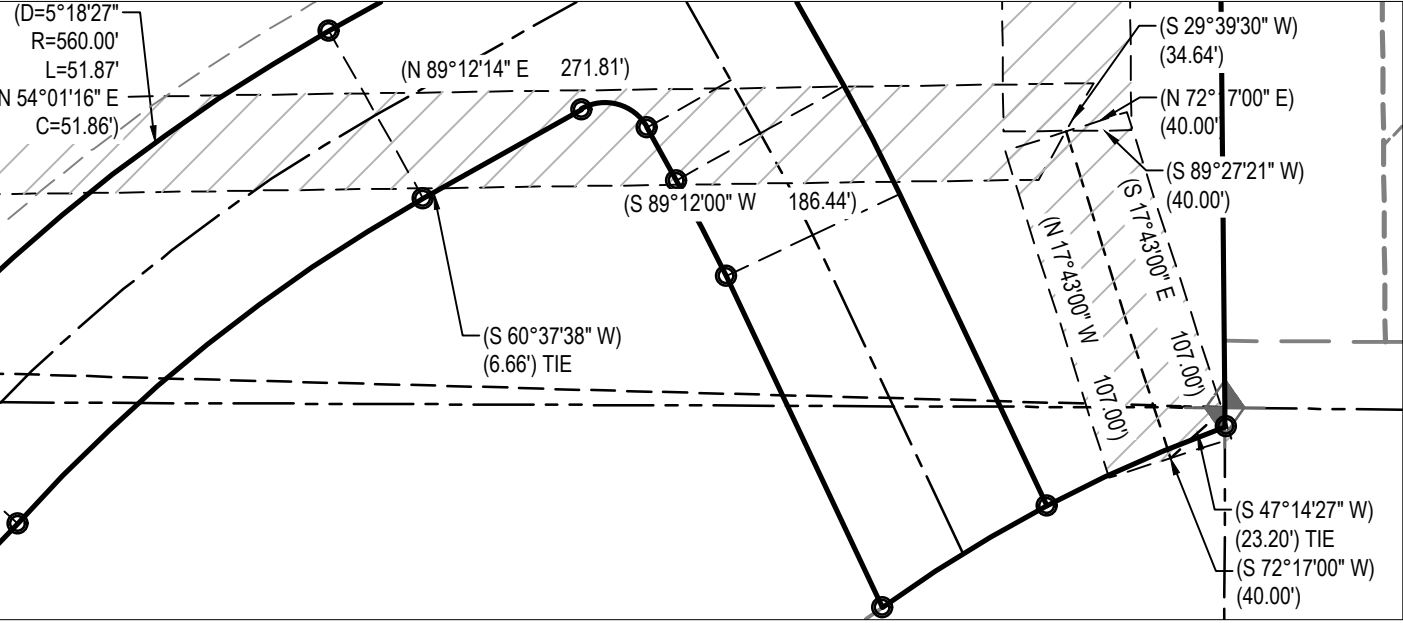 (D=5°18'27"
R=560.00'
L=51.87'
N 54°01'16" E
C=51.86')
(N 89°12'14" E 271.81')
(S 29°39'30" W)
(34.64')
(N 72°17'00" E)
(40.00'
(S 89°27'21" W)
(40.00')
(S 89°12'00" W 186.44')
(S 17°43'00" E 107.00')
(N 17°43'00" W 107.00')
(S 60°37'38" W)
(6.66') TIE
(S 47°14'27" W)
(23.20') TIE
(S 72°17'00" W)
(40.00')